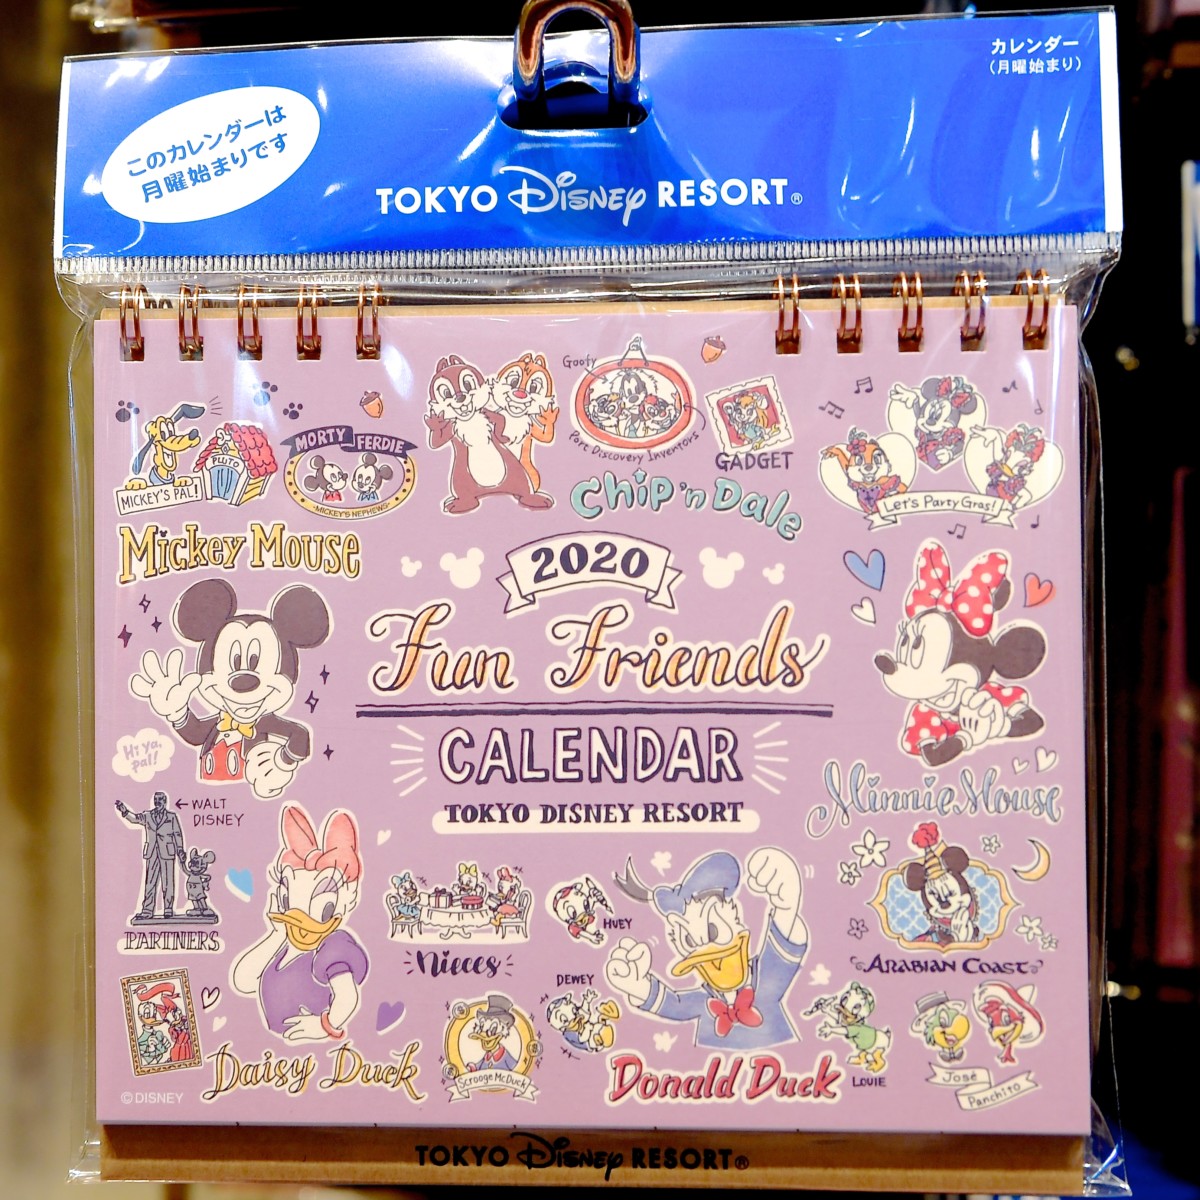 カレンダー
（月曜始まり）
このカレンダーは
月曜始まりです
TOKYO Disney RESORT®
Goofy
Port Discovery Inventors
GADGET
Chip 'n Dale
MORTY FERDIE
-MICKEY'S NEPHEWS-
PLUTO
MICKEY'S PAL!
Mickey Mouse
Let's Party Gras!
2020
Fun Friends
CALENDAR
TOKYO DISNEY RESORT
Hi ya,
pal!
Minnie Mouse
← WALT
DISNEY
PARTNERS
Nieces
HUEY
DEWEY
LOUIE
ARABIAN COAST
Daisy Duck
Scrooge McDuck
Donald Duck
José
Panchito
©DISNEY
TOKYO Disney RESORT®